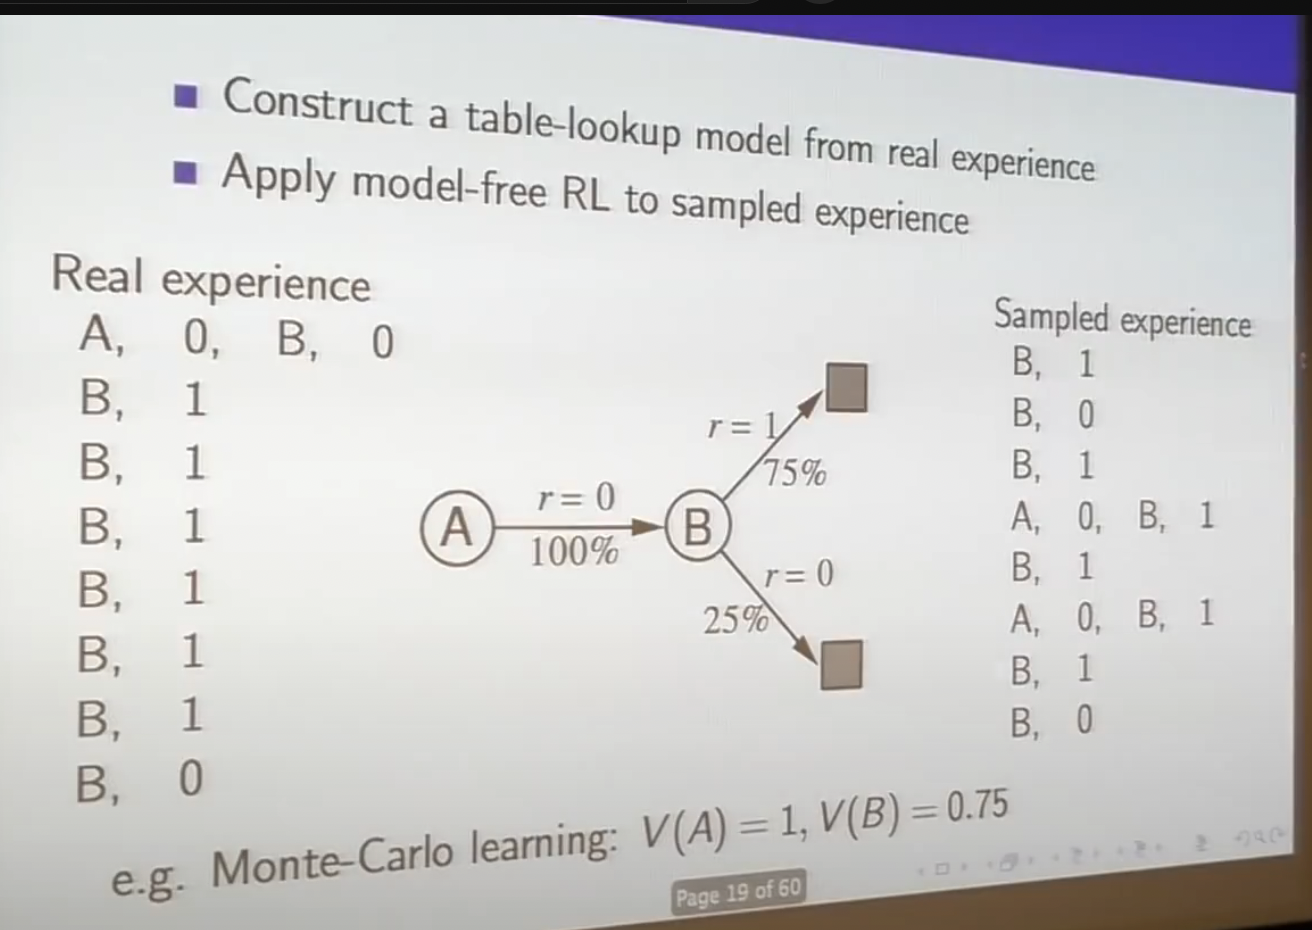 Construct a table-lookup model from real experience
Apply model-free RL to sampled experience
Real experience
A, 0, B, 0
B, 1
B, 1
B, 1
B, 1
B, 1
B, 1
B, 0
A
r = 0
100%
B
r = 1
75%
r = 0
25%
Sampled experience
B, 1
B, 0
B, 1
A, 0, B, 1
B, 1
A, 0, B, 1
B, 1
B, 0
e.g. Monte-Carlo learning: V(A) = 1, V(B) = 0.75
Page 19 of 60